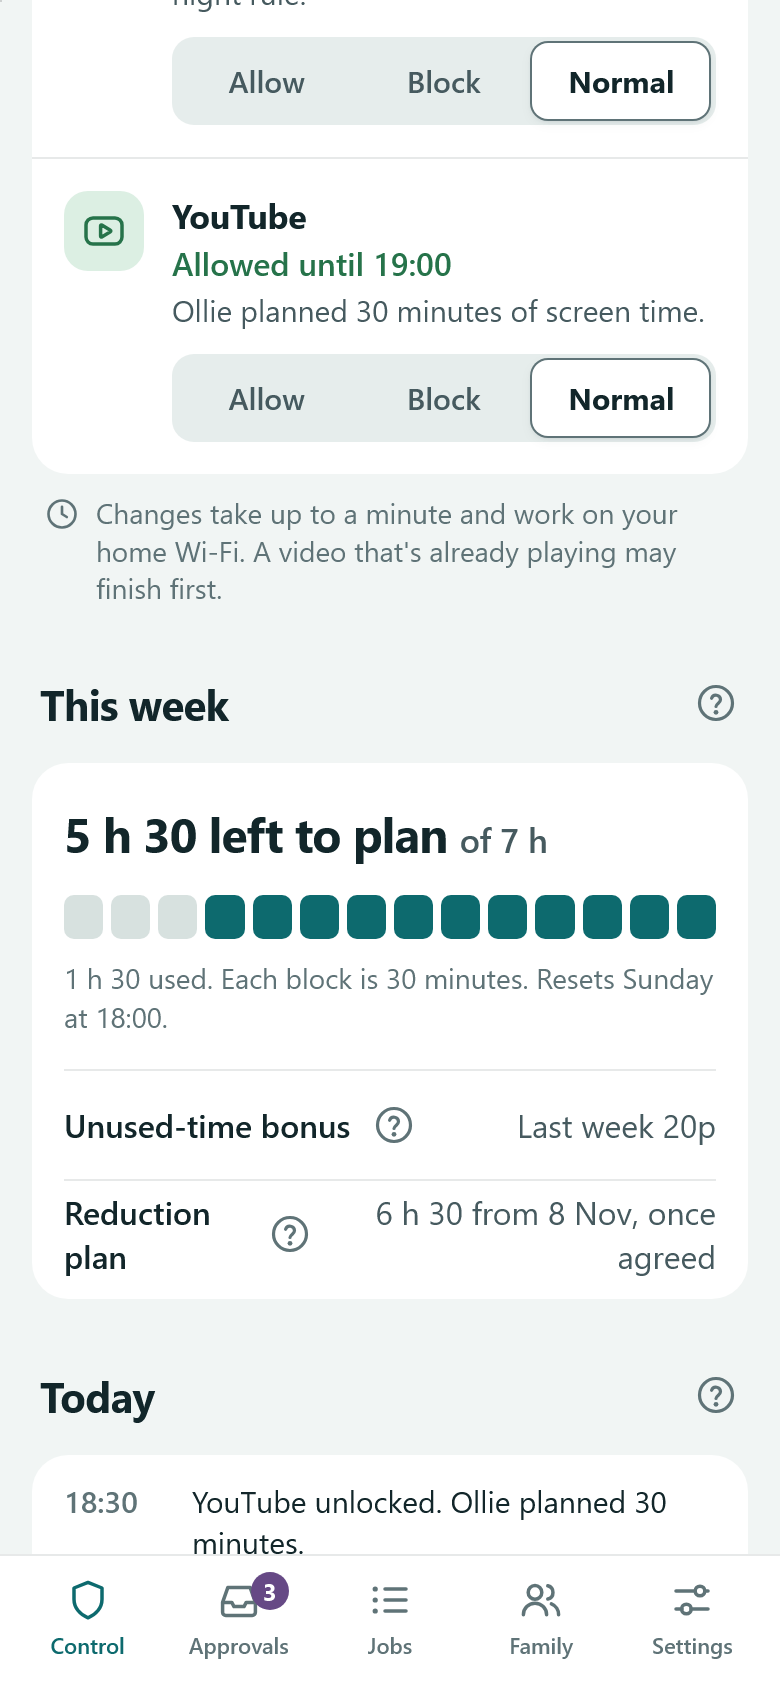 night rule.
Allow Block Normal
YouTube
Allowed until 19:00
Ollie planned 30 minutes of screen time.
Allow Block Normal
Changes take up to a minute and work on your
home Wi-Fi. A video that's already playing may
finish first.
This week
5 h 30 left to plan of 7 h
1 h 30 used. Each block is 30 minutes. Resets Sunday
at 18:00.
Unused-time bonus Last week 20p
Reduction plan
6 h 30 from 8 Nov, once agreed
Today
18:30 YouTube unlocked. Ollie planned 30
minutes.
3
Control Approvals Jobs Family Settings